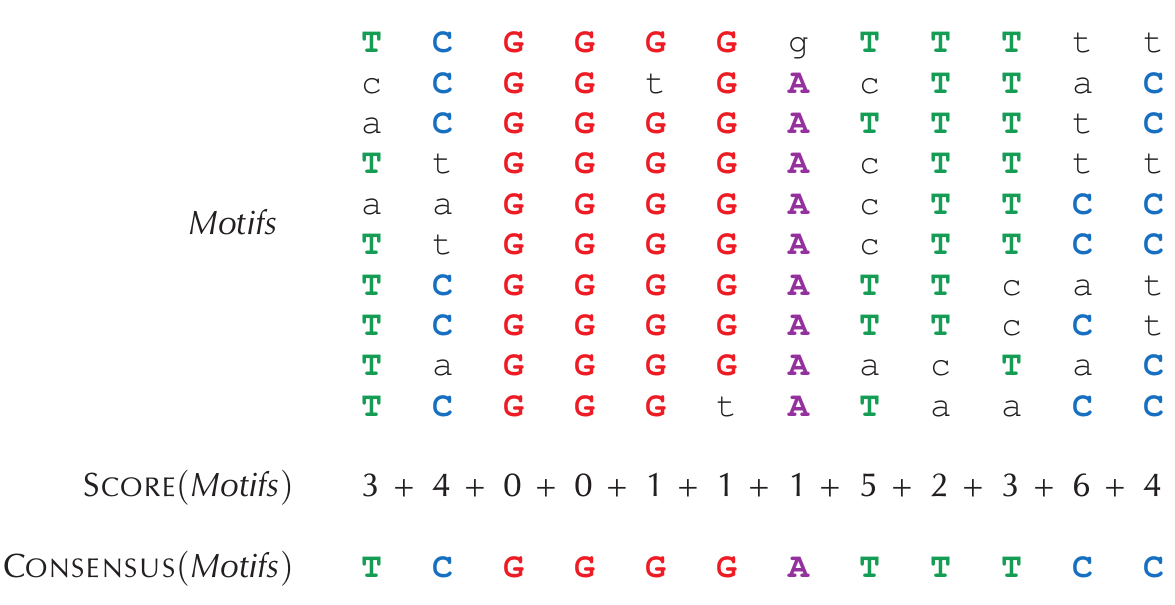 T C G G G G g T T T t t
c C G G t G A c T T a C
a C G G G G A T T T t C
T t G G G G A c T T t t
Motifs a a G G G G A c T T C C
T t G G G G A c T T C C
T C G G G G A T T c a t
T C G G G G A T T c C t
T a G G G G A a c T a C
T C G G G t A T a a C C
SCORE(Motifs) 3 + 4 + 0 + 0 + 1 + 1 + 1 + 5 + 2 + 3 + 6 + 4
CONSENSUS(Motifs) T C G G G G A T T T C C